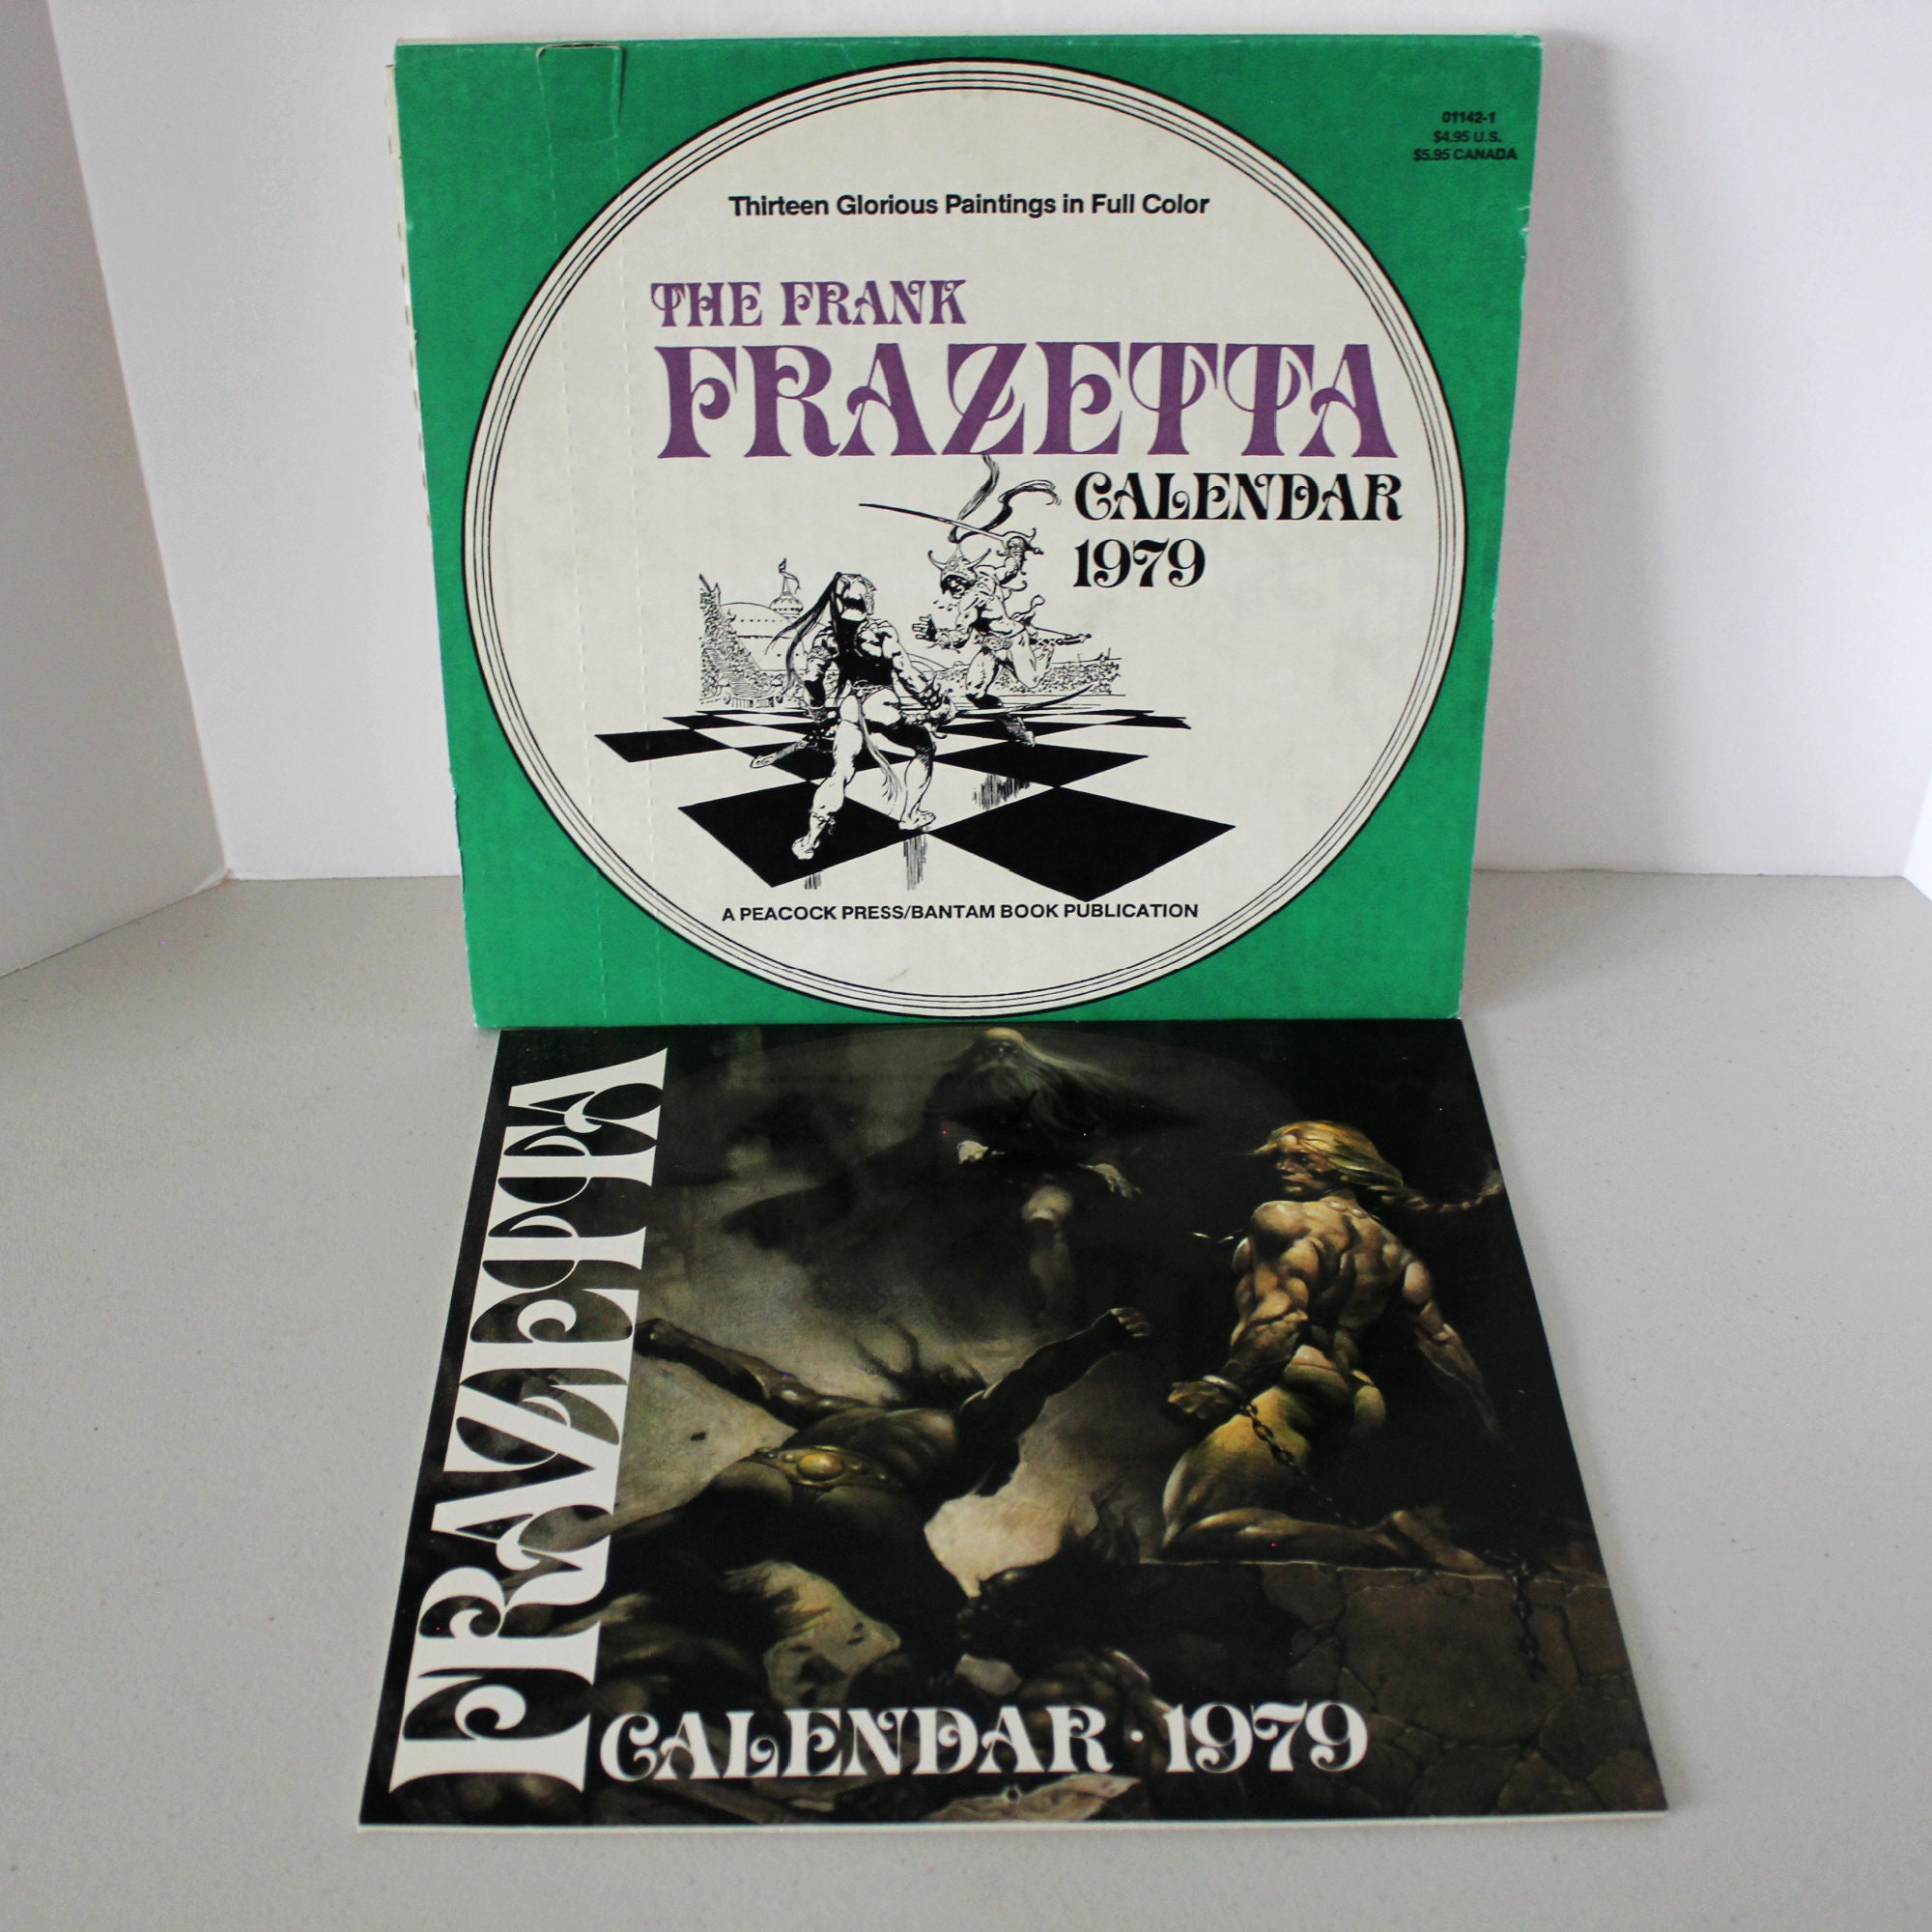 01142-1
$4.95 U.S.
$5.95 CANADA
Thirteen Glorious Paintings in Full Color
THE FRANK
FRAZETTA
CALENDAR
1979
A PEACOCK PRESS/BANTAM BOOK PUBLICATION
FRAZETTA
CALENDAR · 1979